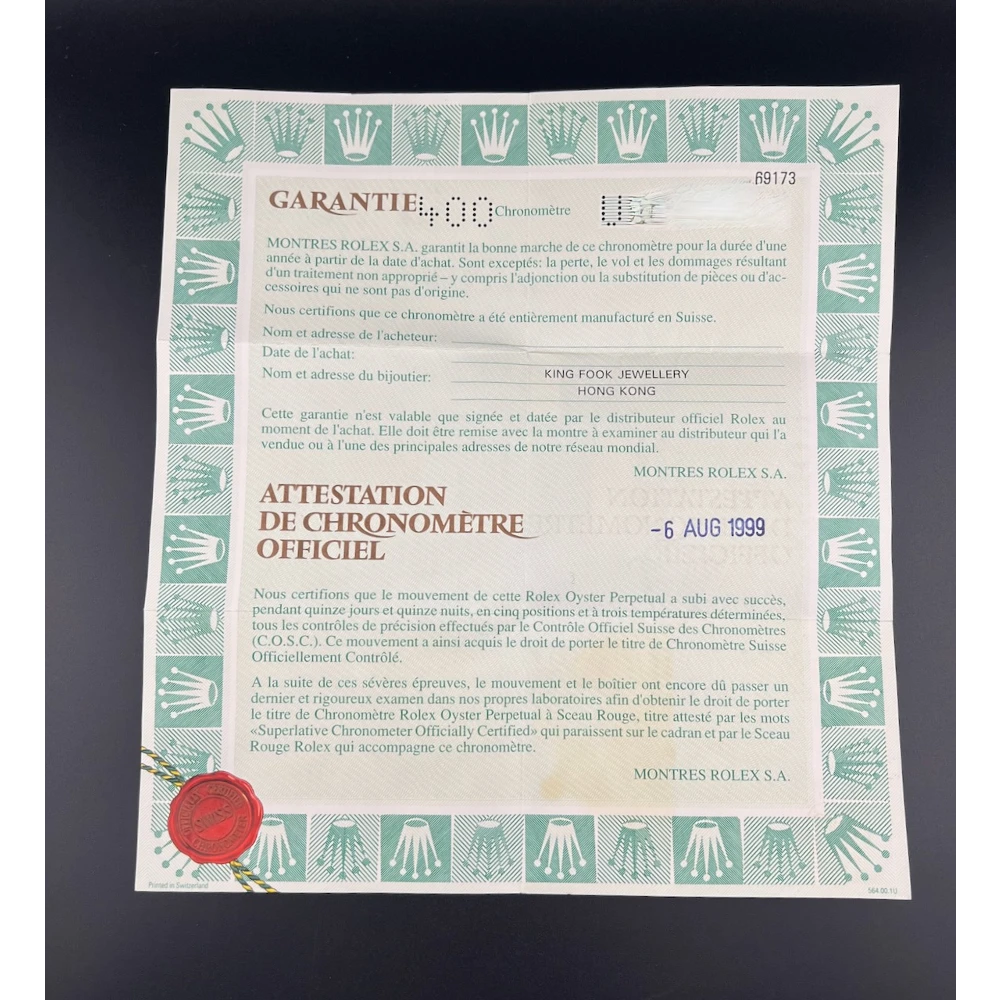 69173
GARANTIE 400 Chronomètre
MONTRES ROLEX S.A. garantit la bonne marche de ce chronomètre pour la durée d'une
année à partir de la date d'achat. Sont exceptés: la perte, le vol et les dommages résultant
d'un traitement non approprié – y compris l'adjonction ou la substitution de pièces ou d'ac-
cessoires qui ne sont pas d'origine.
Nous certifions que ce chronomètre a été entièrement manufacturé en Suisse.
Nom et adresse de l'acheteur:
Date de l'achat:
Nom et adresse du bijoutier: KING FOOK JEWELLERY
HONG KONG
Cette garantie n'est valable que signée et datée par le distributeur officiel Rolex au
moment de l'achat. Elle doit être remise avec la montre à examiner au distributeur qui l'a
vendue ou à l'une des principales adresses de notre réseau mondial.
MONTRES ROLEX S.A.
ATTESTATION
DE CHRONOMÈTRE
OFFICIEL
-6 AUG 1999
Nous certifions que le mouvement de cette Rolex Oyster Perpetual a subi avec succès,
pendant quinze jours et quinze nuits, en cinq positions et à trois températures déterminées,
tous les contrôles de précision effectués par le Contrôle Officiel Suisse des Chronomètres
(C.O.S.C.). Ce mouvement a ainsi acquis le droit de porter le titre de Chronomètre Suisse
Officiellement Contrôlé.
A la suite de ces sévères épreuves, le mouvement et le boîtier ont encore dû passer un
dernier et rigoureux examen dans nos propres laboratoires afin d'obtenir le droit de porter
le titre de Chronomètre Rolex Oyster Perpetual à Sceau Rouge, titre attesté par les mots
«Superlative Chronometer Officially Certified» qui paraissent sur le cadran et par le Sceau
Rouge Rolex qui accompagne ce chronomètre.
MONTRES ROLEX S.A.
SWISS
Printed in Switzerland
564.00.1U